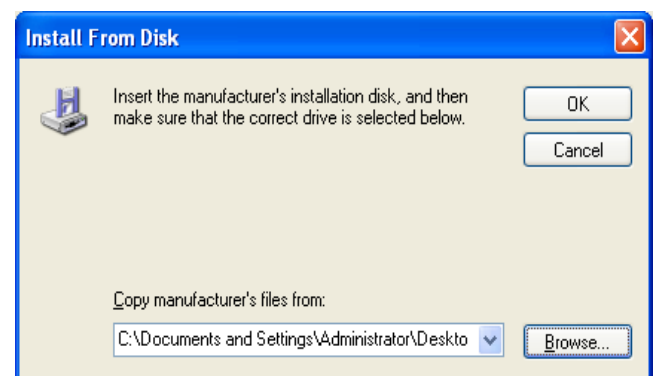 Install From Disk
Insert the manufacturer's installation disk, and then
make sure that the correct drive is selected below.
OK
Cancel
Copy manufacturer's files from:
C:\Documents and Settings\Administrator\Deskto
Browse...